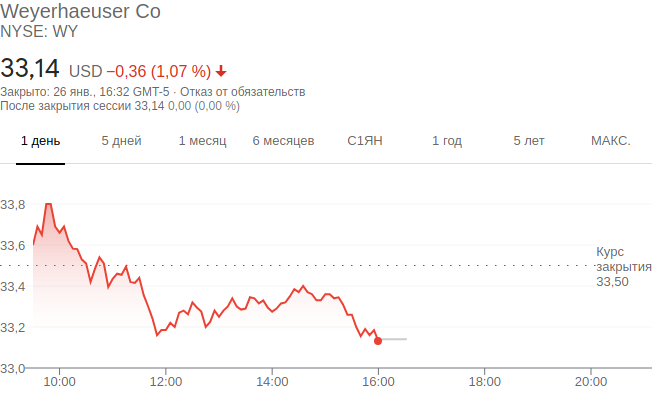 Weyerhaeuser Co
NYSE: WY
33,14 USD −0,36 (1,07 %)
Закрыто: 26 янв., 16:32 GMT-5 · Отказ от обязательств
После закрытия сессии 33,14 0,00 (0,00 %)
1 день 5 дней 1 месяц 6 месяцев С1ЯН 1 год 5 лет МАКС.
33,8
33,6
Курс
закрытия
33,50
33,4
33,2
33,0
10:00 12:00 14:00 16:00 18:00 20:00